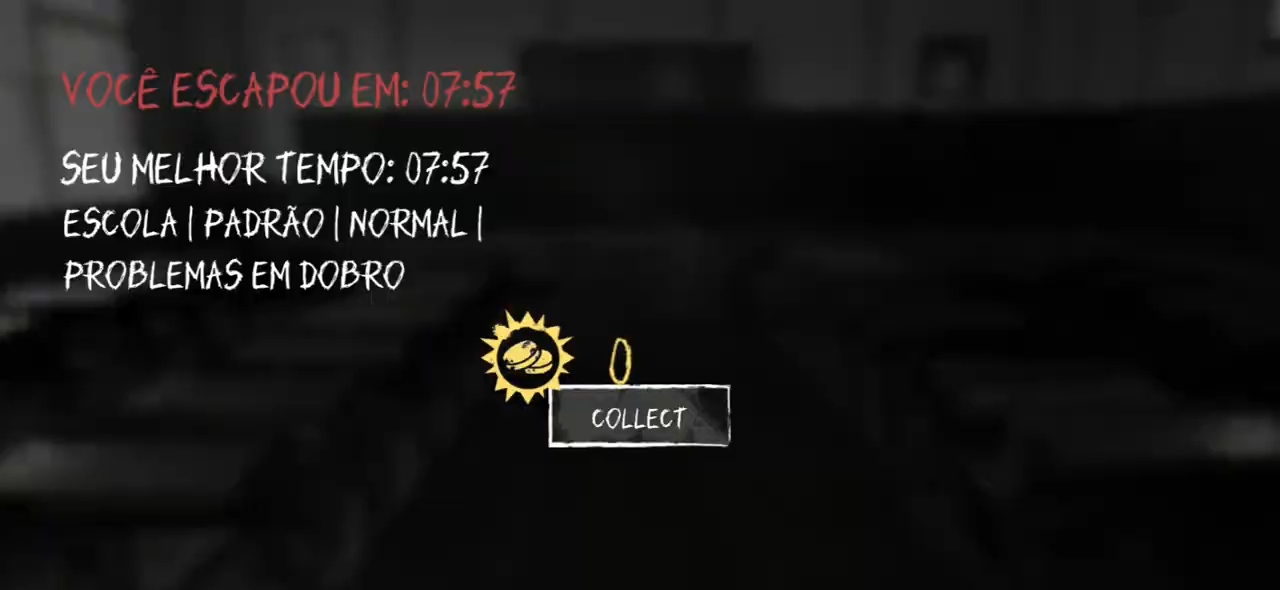 VOCÊ ESCAPOU EM: 07:57
SEU MELHOR TEMPO: 07:57
ESCOLA | PADRÃO | NORMAL |
PROBLEMAS EM DOBRO
0
COLLECT